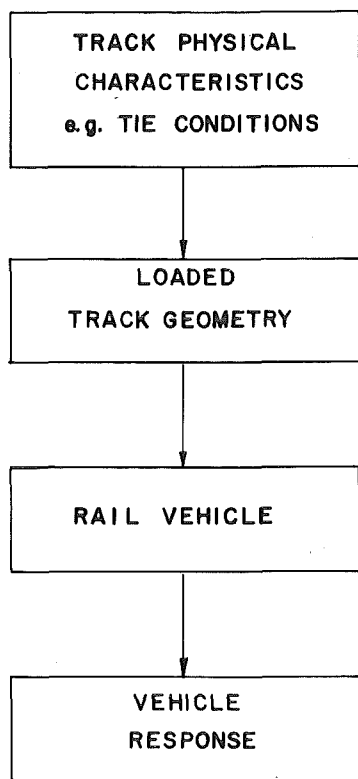 TRACK PHYSICAL
CHARACTERISTICS
e.g. TIE CONDITIONS
LOADED
TRACK GEOMETRY
RAIL VEHICLE
VEHICLE
RESPONSE